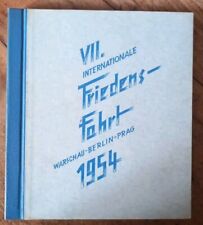 VII.
INTERNATIONALE
Friedens-
Fahrt
WARSCHAU-BERLIN-PRAG
1954